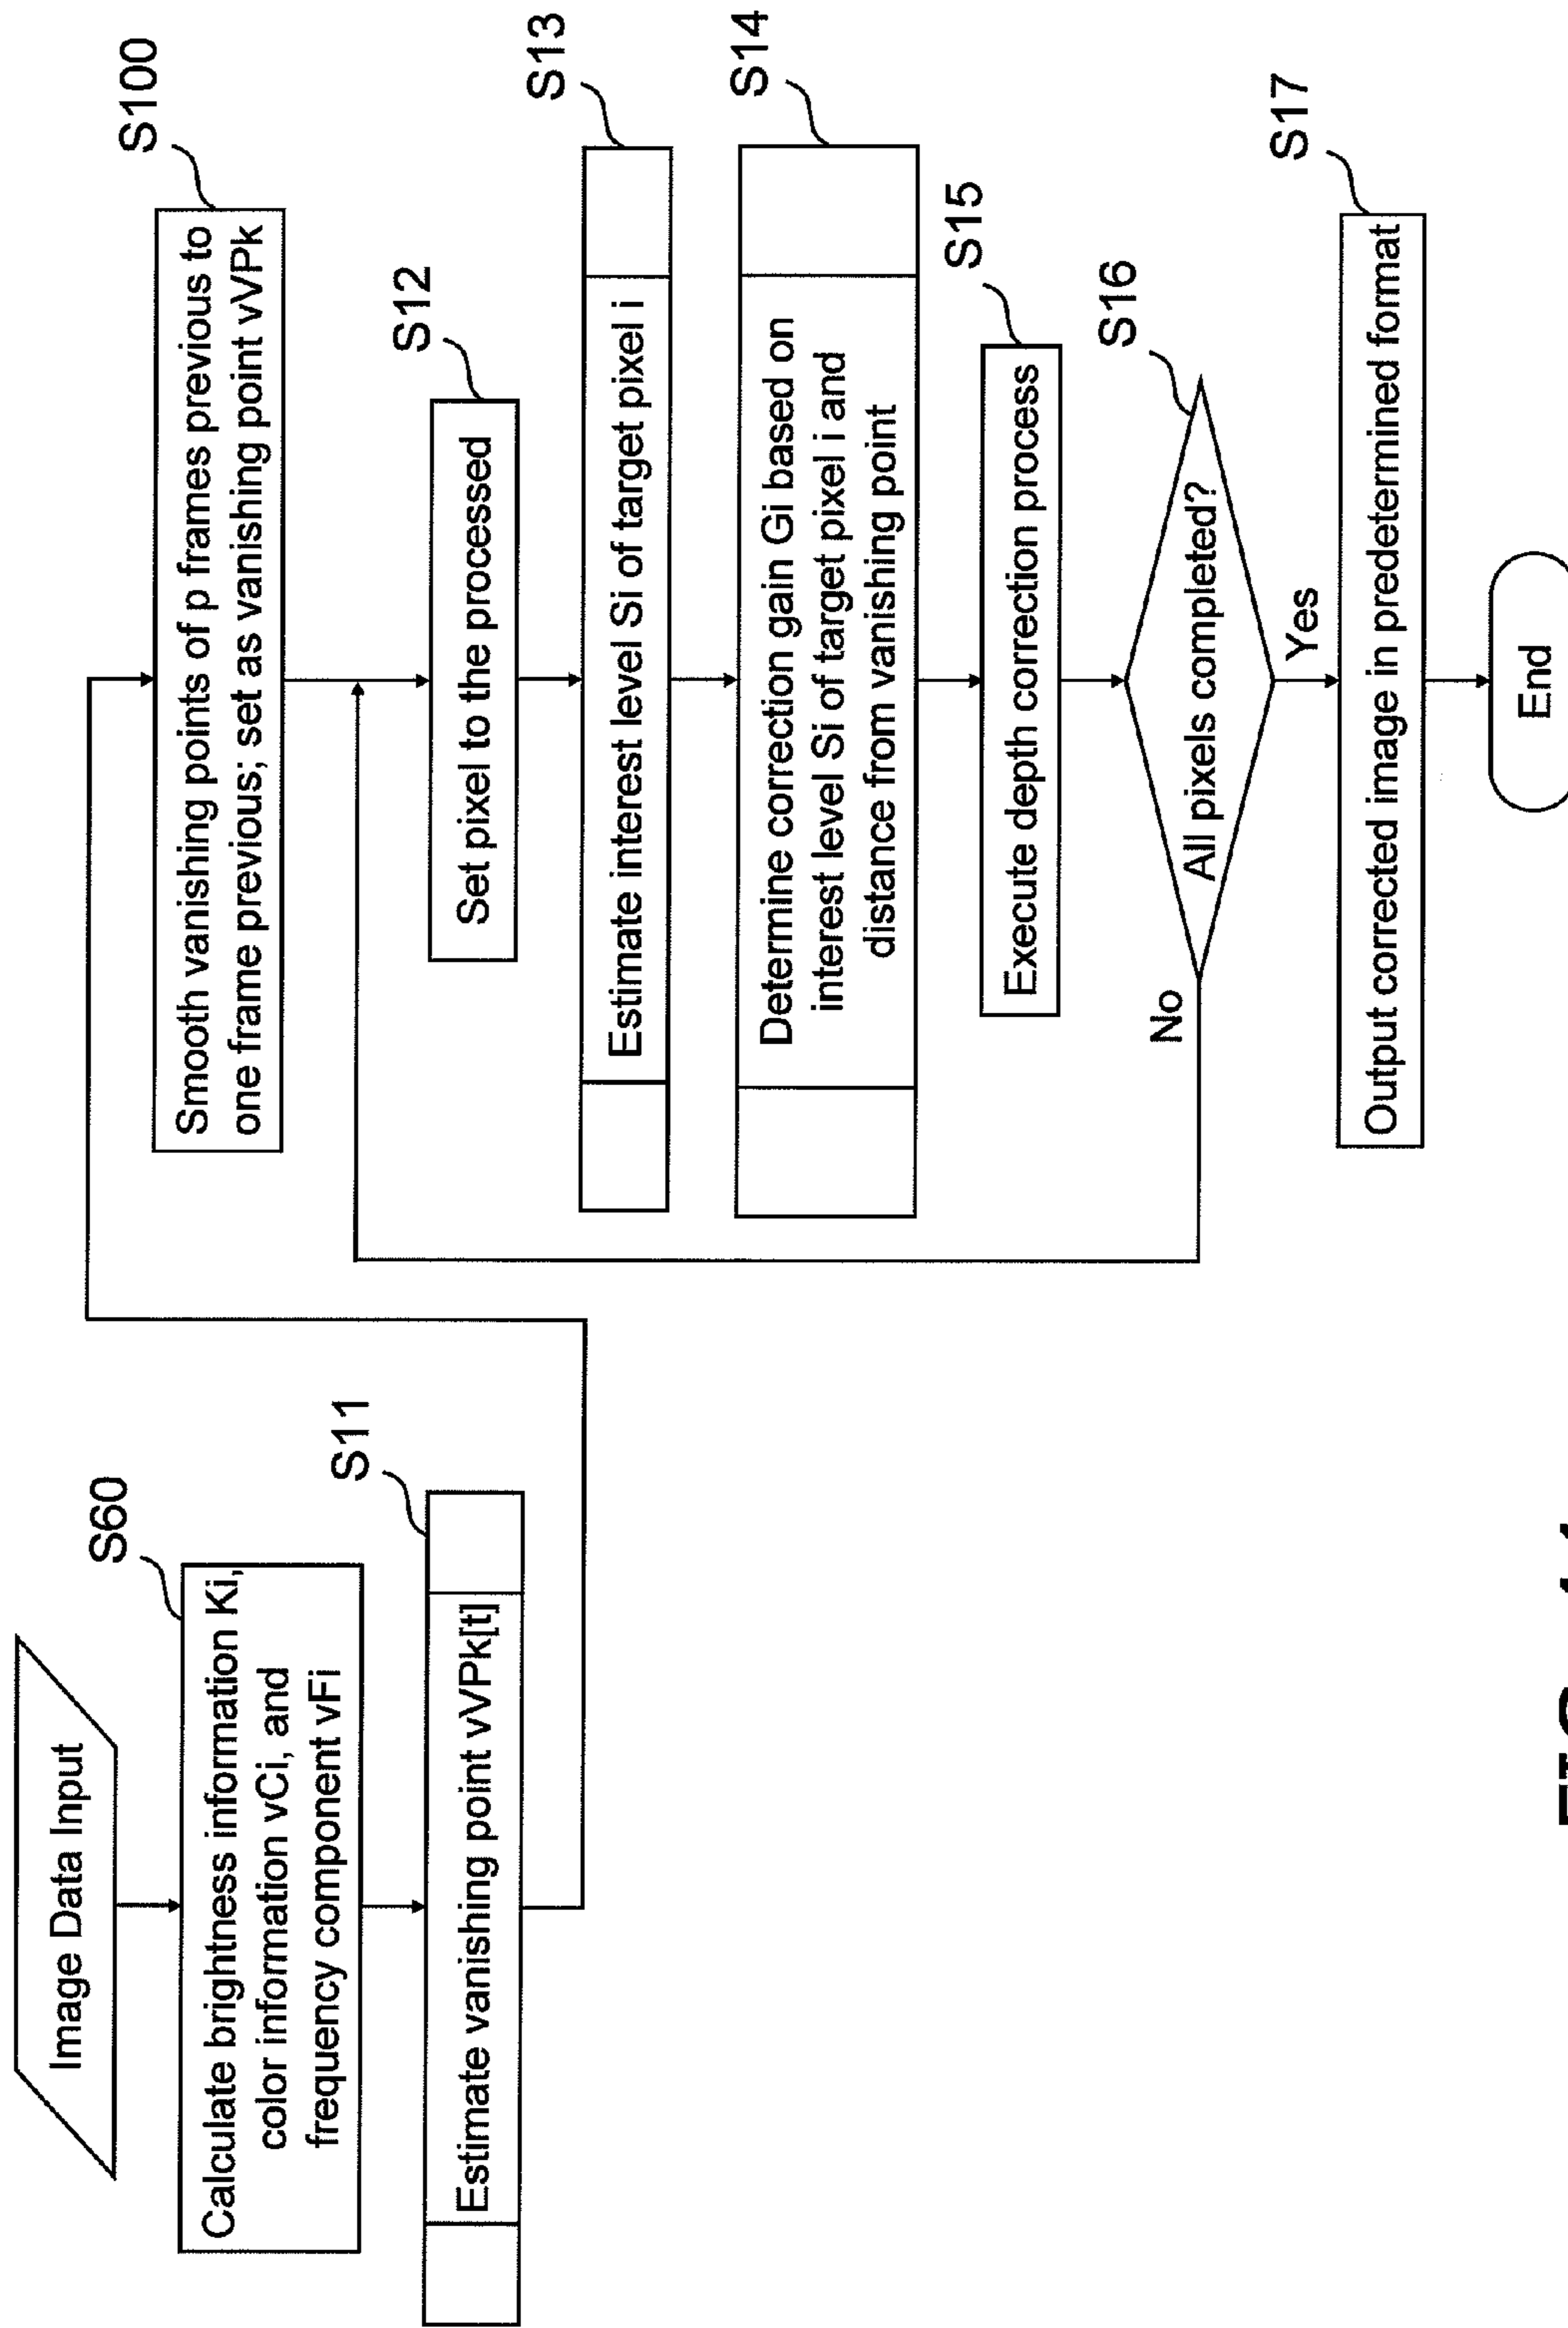 Image Data Input
S60
Calculate brightness information Ki,
color information vCi, and
frequency component vFi
S11
Estimate vanishing point vVPk[t]
S100
Smooth vanishing points of p frames previous to
one frame previous; set as vanishing point vVPk
S12
Set pixel to the processed
S13
Estimate interest level Si of target pixel i
S14
Determine correction gain Gi based on
interest level Si of target pixel i and
distance from vanishing point
S15
Execute depth correction process
S16
All pixels completed?
No
Yes
S17
Output corrected image in predetermined format
End